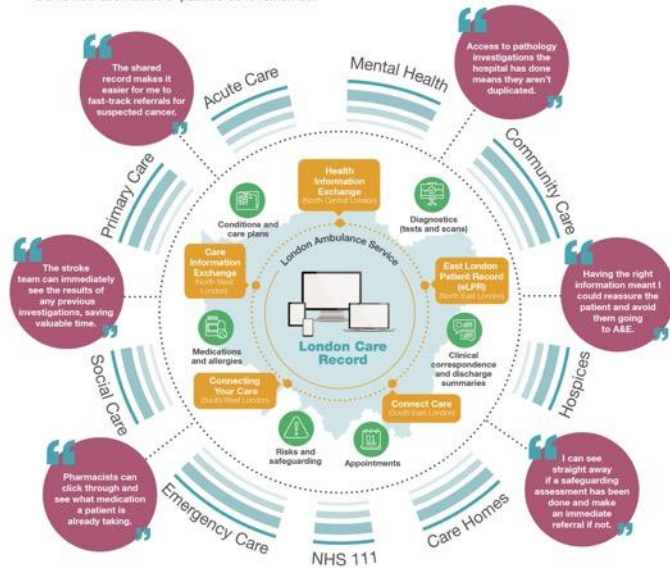 The shared
record makes it
easier for me to
fast-track referrals for
suspected cancer.
Acute Care
Mental Health
Access to pathology
investigations the
hospital has done
means they aren't
duplicated.
Primary Care
Community Care
Health
Information
Exchange
(North Central London)
Conditions and
care plans
Diagnostics
(tests and scans)
London Ambulance Service
Care
Information
Exchange
(North West
London)
East London
Patient Record
(eLPR)
(North East London)
The stroke
team can immediately
see the results of
any previous
investigations, saving
valuable time.
Having the right
information meant I
could reassure the
patient and avoid
them going
to A&E.
London Care
Record
Medications
and allergies
Clinical
correspondence
and discharge
summaries
Social Care
Hospices
Connecting
Your Care
(South West London)
Connect Care
(South East London)
Risks and
safeguarding
01
Appointments
Pharmacists can
click through and
see what medication
a patient is
already taking.
I can see
straight away
if a safeguarding
assessment has been
done and make
an immediate
referral if not.
Emergency Care
NHS 111
Care Homes